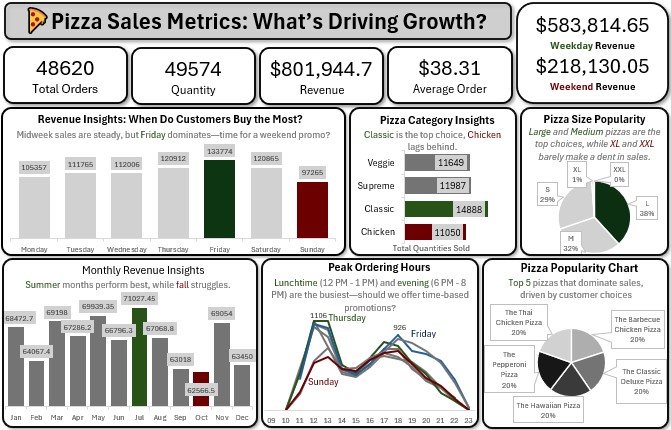 Pizza Sales Metrics: What's Driving Growth?
$583,814.65
Weekday Revenue
$218,130.05
Weekend Revenue
48620
Total Orders
49574
Quantity
$801,944.7
Revenue
$38.31
Average Order
Revenue Insights: When Do Customers Buy the Most?
Midweek sales are steady, but Friday dominates—time for a weekend promo?
105357
111765
112006
120912
133774
120865
97265
Monday
Tuesday
Wednesday
Thursday
Friday
Saturday
Sunday
Pizza Category Insights
Classic is the top choice, Chicken
lags behind.
Veggie
11649
Supreme
11987
Classic
14888
Chicken
11050
Total Quantities Sold
Pizza Size Popularity
Large and Medium pizzas are the
top choices, while XL and XXL
barely make a dent in sales.
XL
1%
XXL
0%
S
29%
L
38%
M
32%
Monthly Revenue Insights
Summer months perform best, while fall struggles.
68472.7
64067.4
69198
67286.2
69939.35
66796.3
71027.45
67068.8
63018
62566.5
69054
63450
Jan
Feb
Mar
Apr
May
Jun
Jul
Aug
Sep
Oct
Nov
Dec
Peak Ordering Hours
Lunchtime (12 PM - 1 PM) and evening (6 PM - 8
PM) are the busiest—should we offer time-based
promotions?
1106
Thursday
926
Friday
Sunday
09 10 11 12 13 14 15 16 17 18 19 20 21 22 23
Pizza Popularity Chart
Top 5 pizzas that dominate sales,
driven by customer choices
The Thai
Chicken Pizza
20%
The Barbecue
Chicken Pizza
20%
The
Pepperoni
Pizza
20%
The Classic
Deluxe Pizza
20%
The Hawaiian Pizza
20%